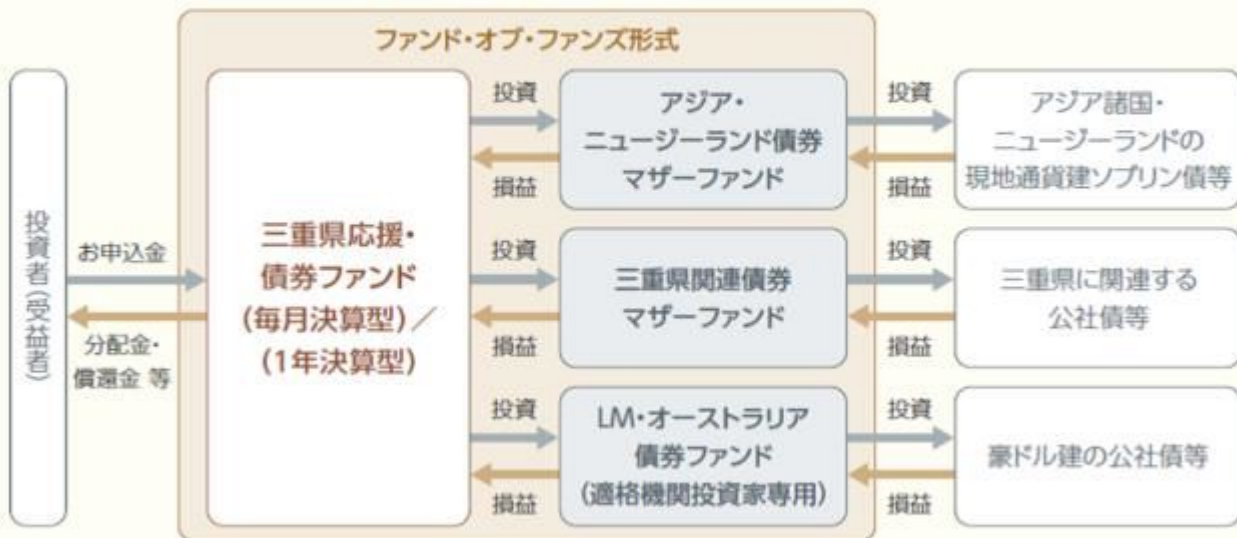 ファンド・オブ・ファンズ形式
投資者(受益者)
お申込金
分配金・
償還金 等
三重県応援・
債券ファンド
(毎月決算型)/
(1年決算型)
投資
損益
アジア・
ニュージーランド債券
マザーファンド
投資
損益
アジア諸国・
ニュージーランドの
現地通貨建ソブリン債等
投資
損益
三重県関連債券
マザーファンド
投資
損益
三重県に関連する
公社債等
投資
損益
LM・オーストラリア
債券ファンド
(適格機関投資家専用)
投資
損益
豪ドル建の公社債等